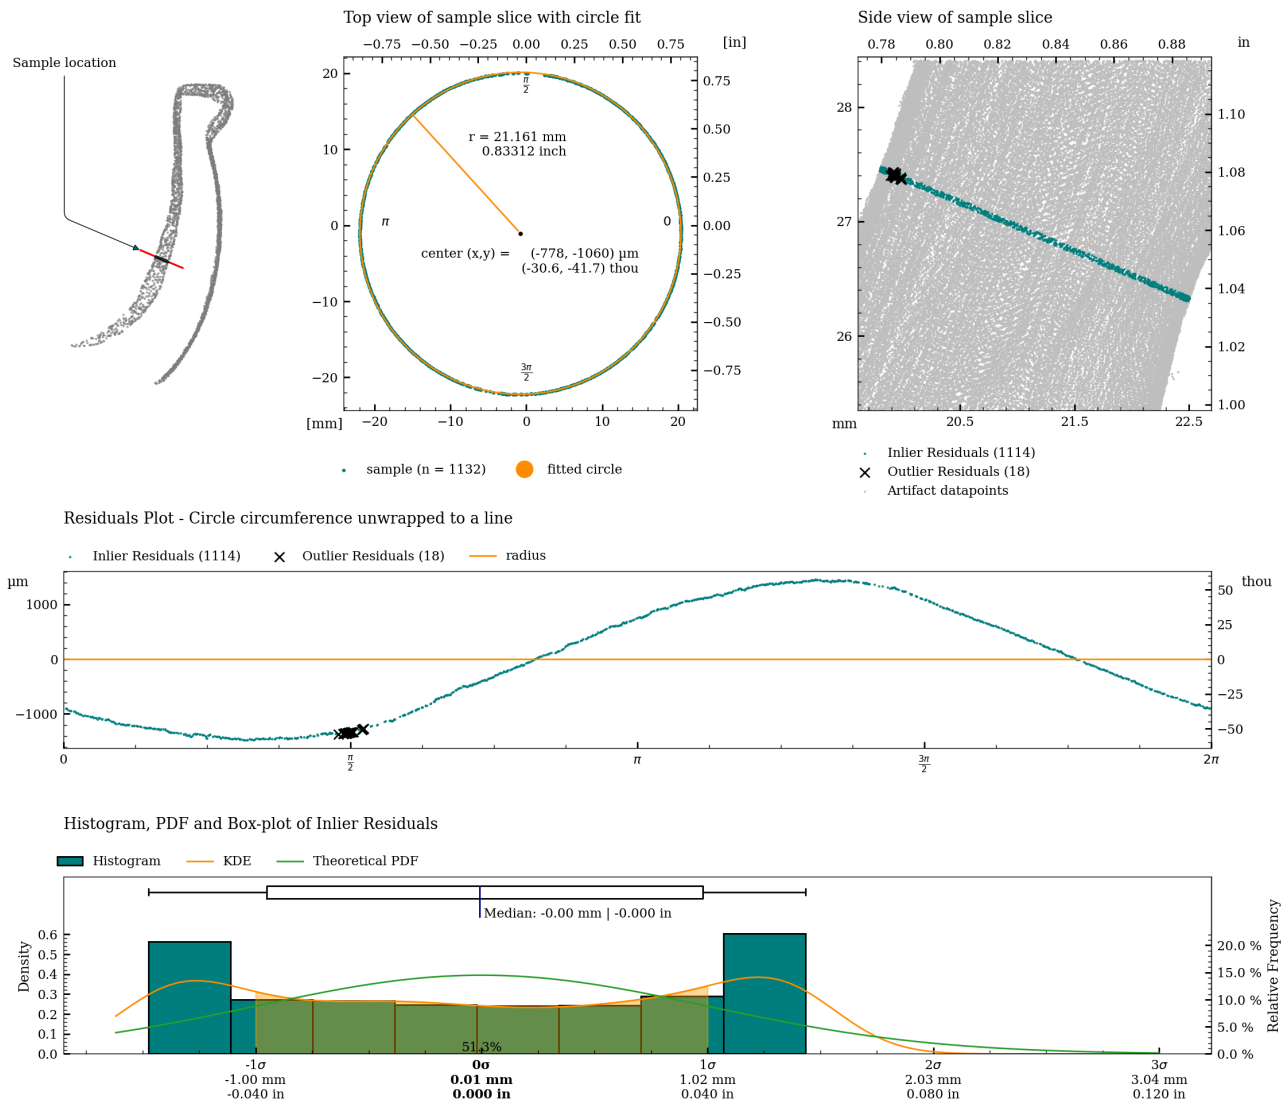 Sample location
Top view of sample slice with circle fit
−0.75 −0.50 −0.25 0.00 0.25 0.50 0.75 [in]
20
10
0
−10
−20
0.75
0.50
0.25
0.00
−0.25
−0.50
−0.75
π/2
r = 21.161 mm
0.83312 inch
π
0
center (x,y) = (-778, -1060) µm
(-30.6, -41.7) thou
3π/2
[mm] −20 −10 0 10 20
sample (n = 1132)
fitted circle
Side view of sample slice
0.78 0.80 0.82 0.84 0.86 0.88 in
28
27
26
1.10
1.08
1.06
1.04
1.02
1.00
mm 20.5 21.5 22.5
Inlier Residuals (1114)
Outlier Residuals (18)
Artifact datapoints
Residuals Plot - Circle circumference unwrapped to a line
Inlier Residuals (1114)
Outlier Residuals (18)
radius
µm
1000
0
−1000
thou
50
25
0
−25
−50
0 π/2 π 3π/2 2π
Histogram, PDF and Box-plot of Inlier Residuals
Histogram
KDE
Theoretical PDF
Median: -0.00 mm | -0.000 in
Density
0.6
0.5
0.4
0.3
0.2
0.1
0.0
Relative Frequency
20.0 %
15.0 %
10.0 %
5.0 %
0.0 %
51.3%
-1σ 0σ 1σ 2σ 3σ
-1.00 mm 0.01 mm 1.02 mm 2.03 mm 3.04 mm
-0.040 in 0.000 in 0.040 in 0.080 in 0.120 in